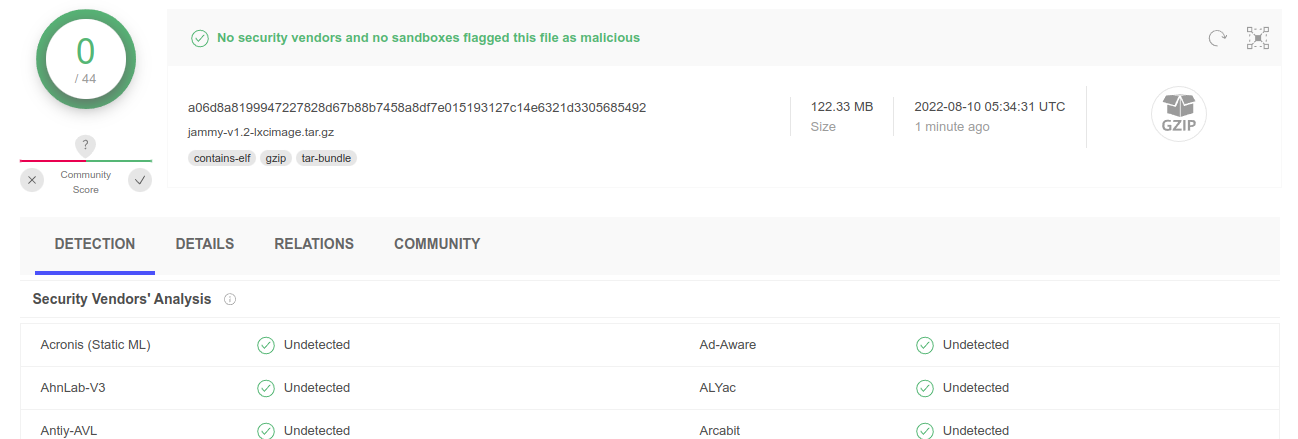 0
/ 44
?
Community
Score
No security vendors and no sandboxes flagged this file as malicious
a06d8a8199947227828d67b88b7458a8df7e015193127c14e6321d3305685492
jammy-v1.2-lxcimage.tar.gz
contains-elf gzip tar-bundle
122.33 MB
Size
2022-08-10 05:34:31 UTC
1 minute ago
GZIP
DETECTION DETAILS RELATIONS COMMUNITY
Security Vendors' Analysis
Acronis (Static ML) Undetected Ad-Aware Undetected
AhnLab-V3 Undetected ALYac Undetected
Antiy-AVL Undetected Arcabit Undetected